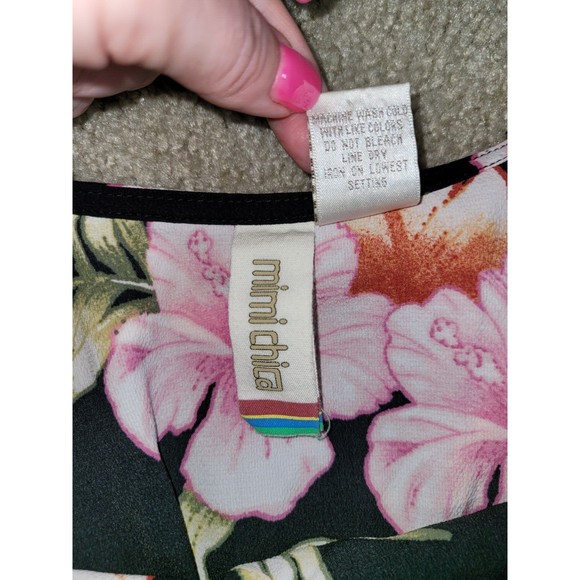 MACHINE WASH COLD
WITH LIKE COLORS
DO NOT BLEACH
LINE DRY
IRON ON LOWEST
SETTING
mimi chica